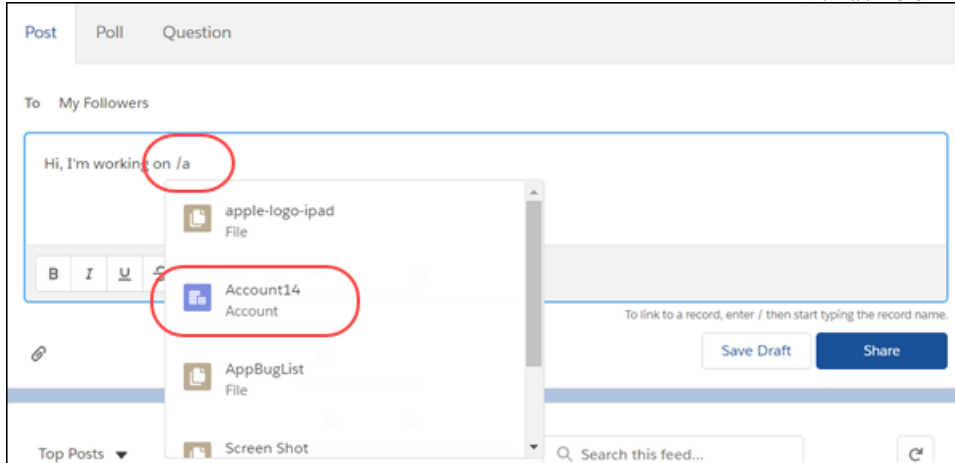 Post Poll Question
To My Followers
Hi, I'm working on /a
apple-logo-ipad
File
B I U S
Account14
Account
To link to a record, enter / then start typing the record name.
Save Draft Share
AppBugList
File
Top Posts
Screen Shot
Search this feed...